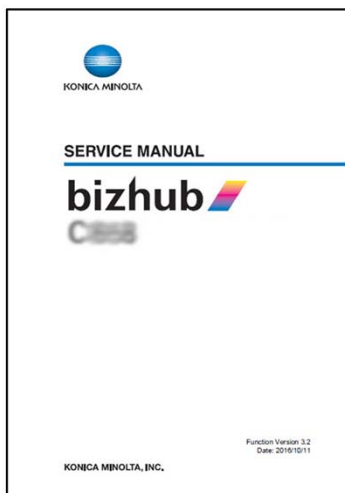 KONICA MINOLTA
SERVICE MANUAL
bizhub
Function Version 3.2
Date: 2016/10/11
KONICA MINOLTA, INC.